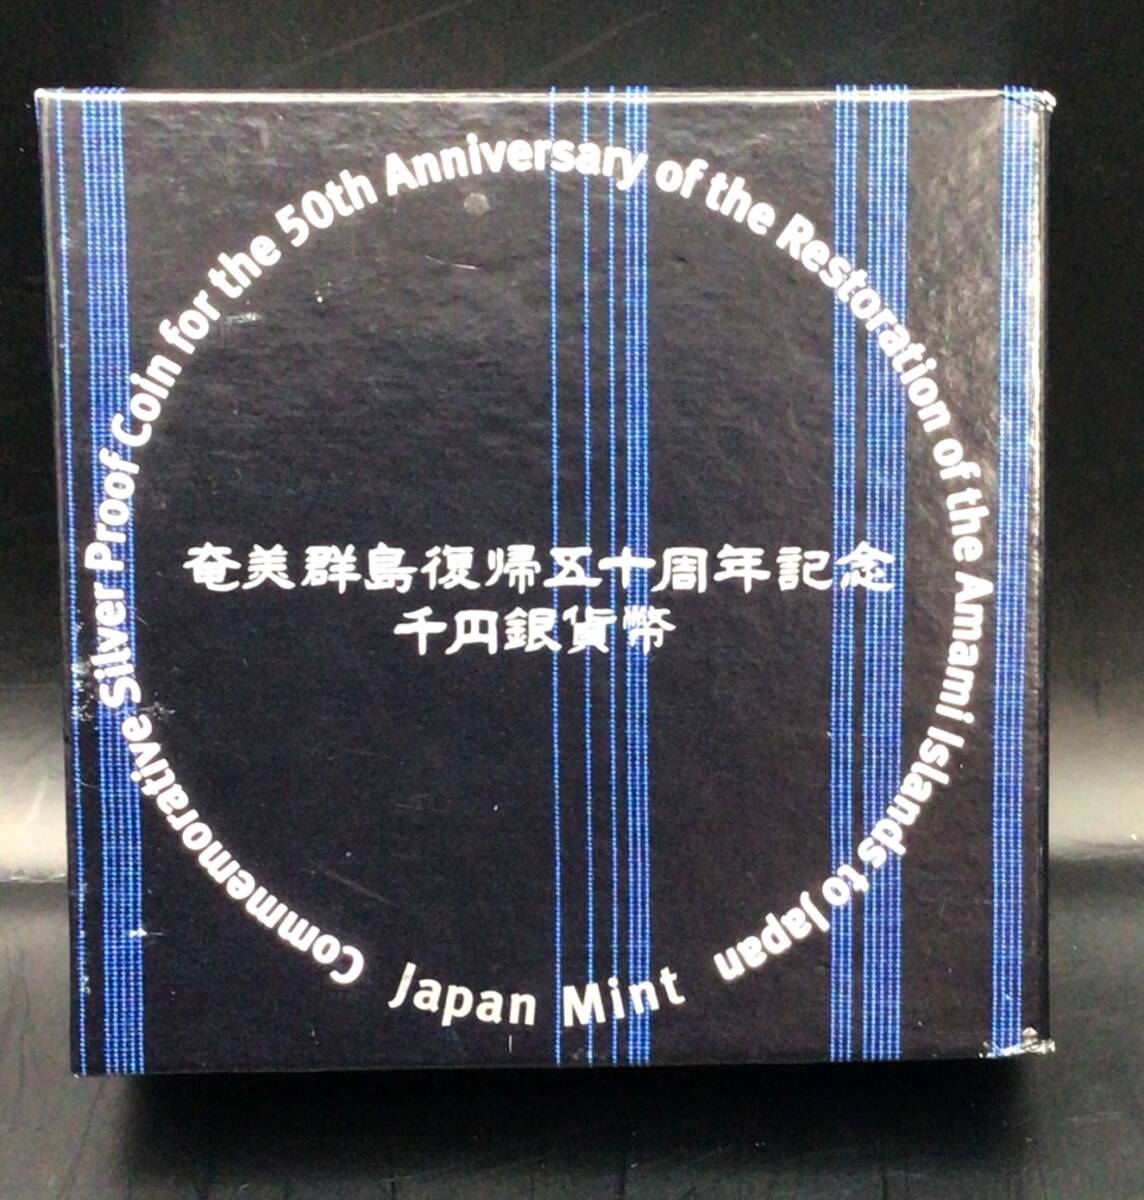 Commemorative Silver Proof Coin for the 50th Anniversary of the Restoration of the Amami Islands to Japan
奄美群島復帰五十周年記念
千円銀貨幣
Japan Mint